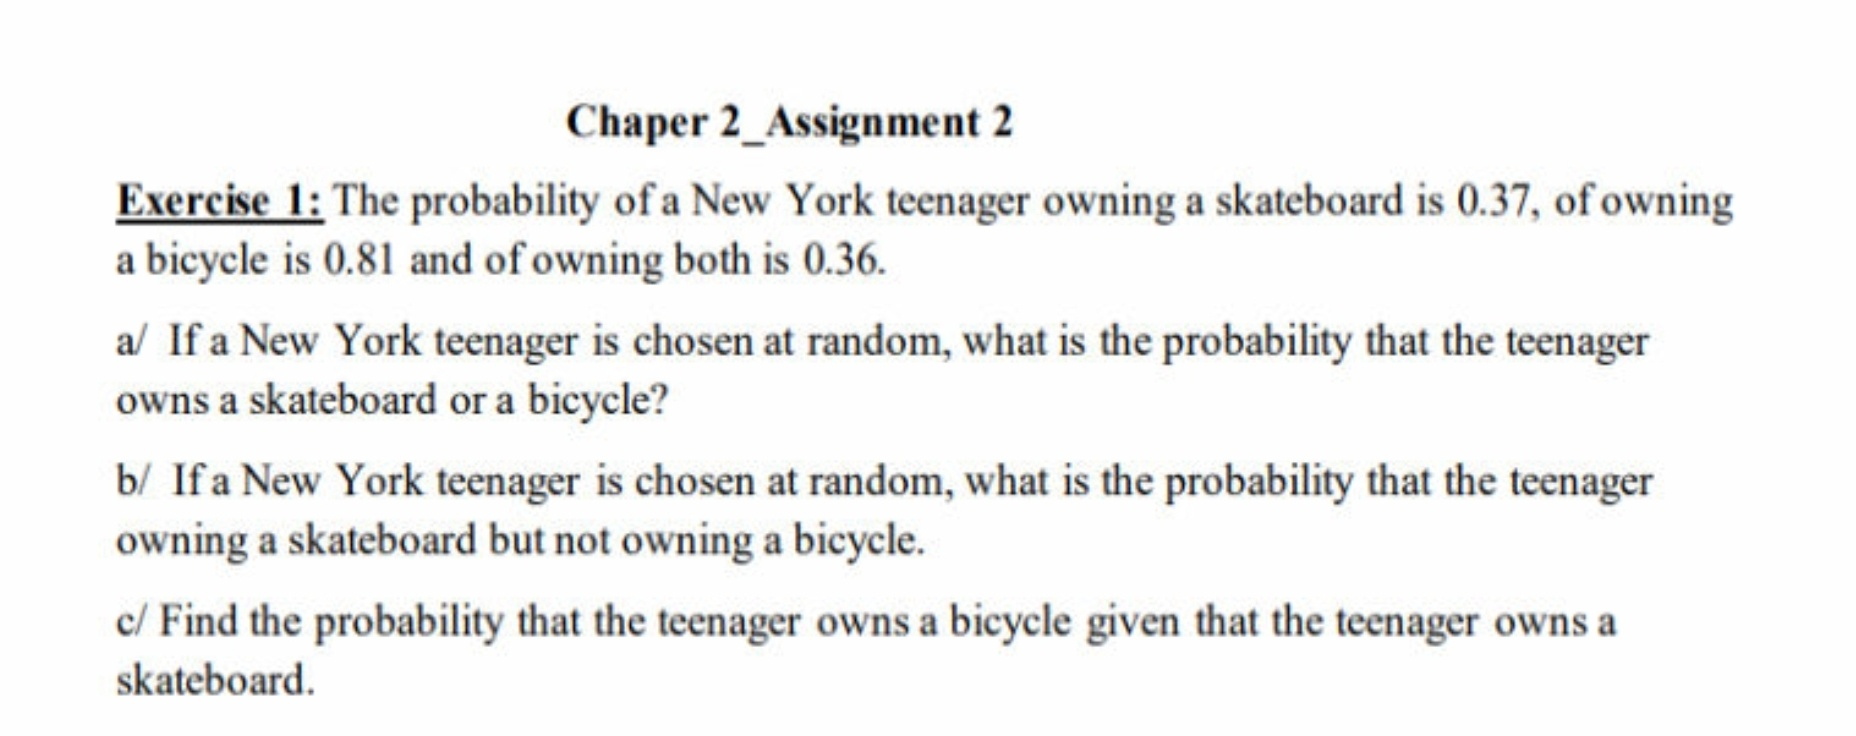 Chaper 2_Assignment 2
Exercise 1: The probability of a New York teenager owning a skateboard is 0.37, of owning
a bicycle is 0.81 and of owning both is 0.36.
a/ If a New York teenager is chosen at random, what is the probability that the teenager
owns a skateboard or a bicycle?
b/ If a New York teenager is chosen at random, what is the probability that the teenager
owning a skateboard but not owning a bicycle.
c/ Find the probability that the teenager owns a bicycle given that the teenager owns a
skateboard.